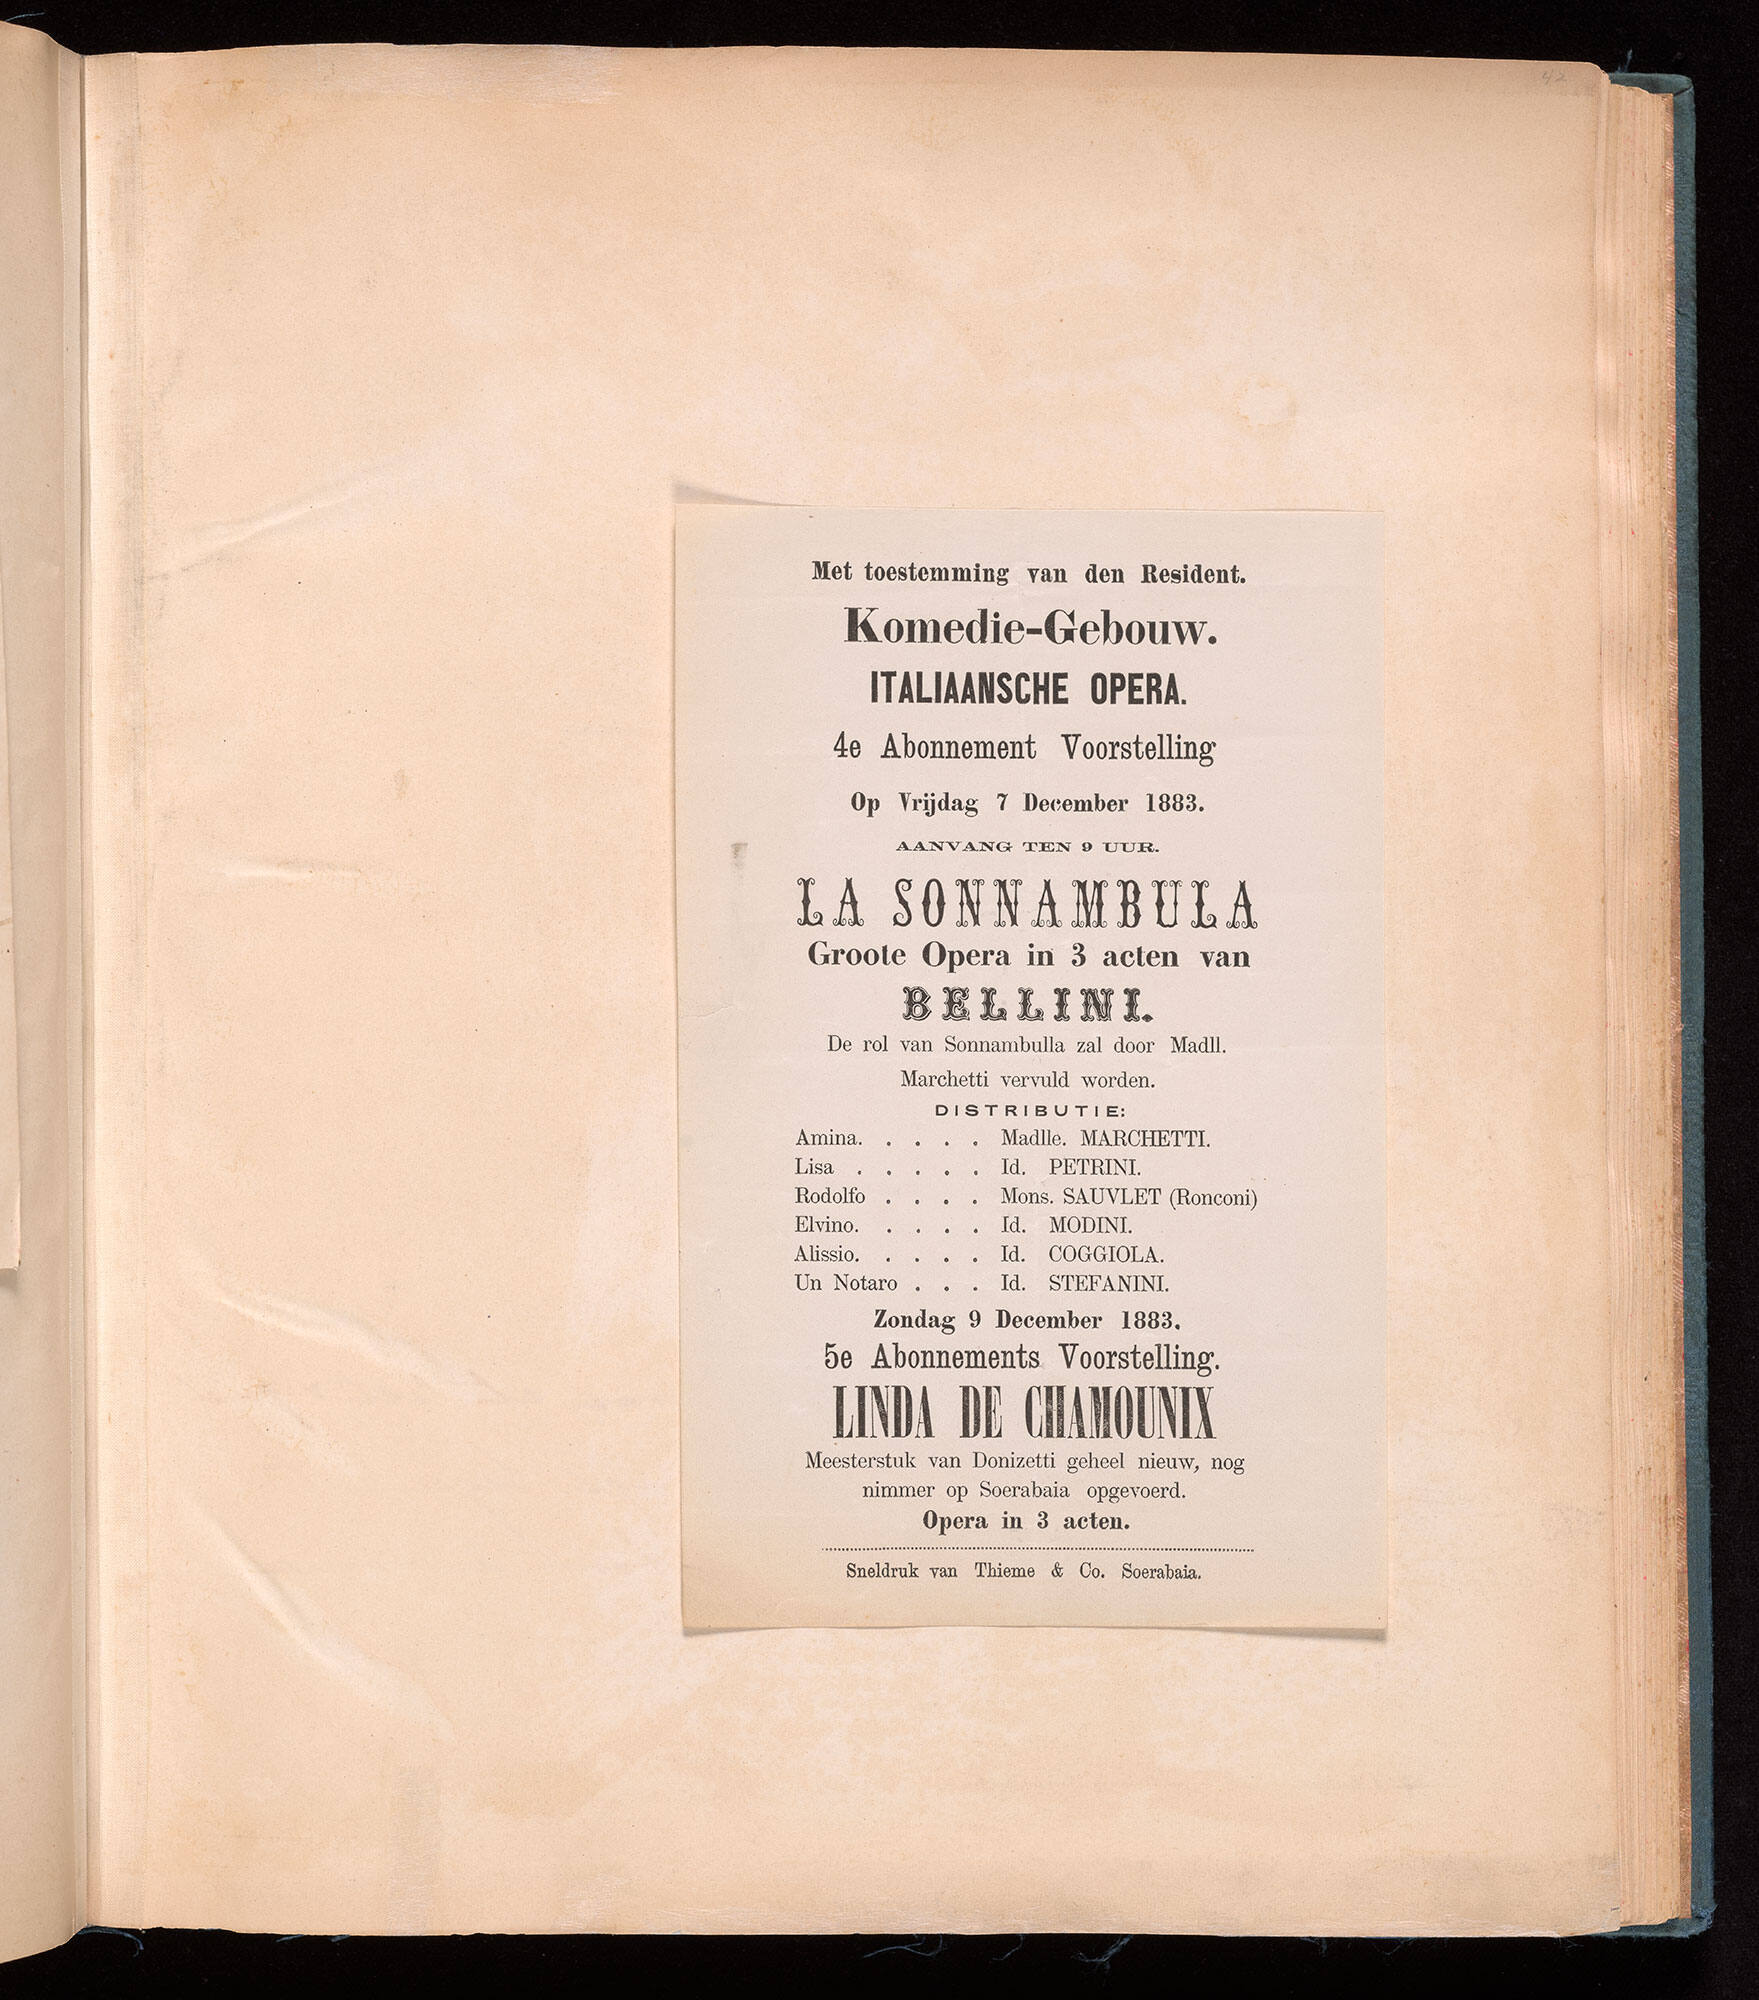 42
Met toestemming van den Resident.
Komedie-Gebouw.
ITALIAANSCHE OPERA.
4e Abonnement Voorstelling
Op Vrijdag 7 December 1883.
AANVANG TEN 9 UUR.
LA SONNAMBULA
Groote Opera in 3 acten van
BELLINI.
De rol van Sonnambulla zal door Madll.
Marchetti vervuld worden.
DISTRIBUTIE:
Amina. . . . . Madlle. MARCHETTI.
Lisa . . . . . Id. PETRINI.
Rodolfo . . . . Mons. SAUVLET (Ronconi)
Elvino. . . . . Id. MODINI.
Alissio. . . . . Id. COGGIOLA.
Un Notaro . . . Id. STEFANINI.
Zondag 9 December 1883.
5e Abonnements Voorstelling.
LINDA DE CHAMOUNIX
Meesterstuk van Donizetti geheel nieuw, nog
nimmer op Soerabaia opgevoerd.
Opera in 3 acten.
Sneldruk van Thieme & Co. Soerabaia.